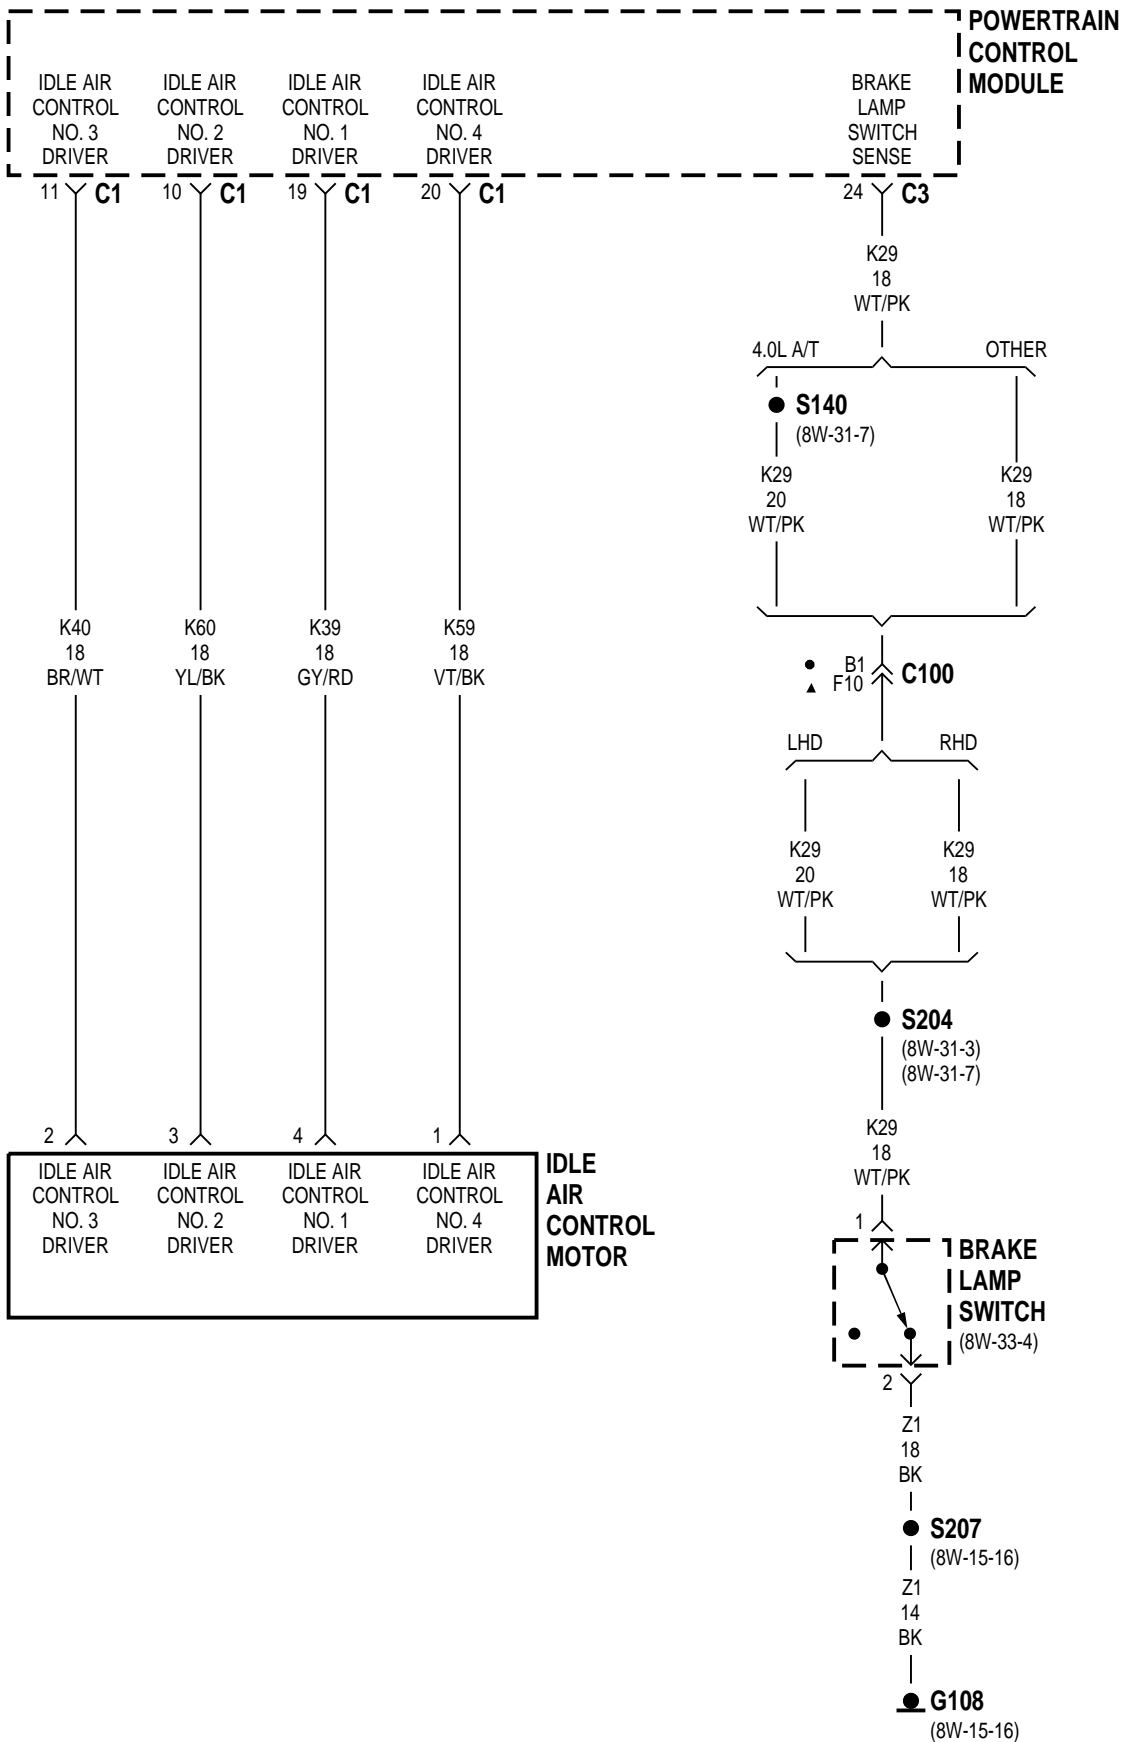 POWERTRAIN
CONTROL
MODULE
IDLE AIR
CONTROL
NO. 3
DRIVER
IDLE AIR
CONTROL
NO. 2
DRIVER
IDLE AIR
CONTROL
NO. 1
DRIVER
IDLE AIR
CONTROL
NO. 4
DRIVER
BRAKE
LAMP
SWITCH
SENSE
11 C1
10 C1
19 C1
20 C1
24 C3
K29
18
WT/PK
4.0L A/T
OTHER
S140
(8W-31-7)
K29
20
WT/PK
K29
18
WT/PK
K40
18
BR/WT
K60
18
YL/BK
K39
18
GY/RD
K59
18
VT/BK
B1
F10
C100
LHD
RHD
K29
20
WT/PK
K29
18
WT/PK
S204
(8W-31-3)
(8W-31-7)
K29
18
WT/PK
2
3
4
1
IDLE AIR
CONTROL
NO. 3
DRIVER
IDLE AIR
CONTROL
NO. 2
DRIVER
IDLE AIR
CONTROL
NO. 1
DRIVER
IDLE AIR
CONTROL
NO. 4
DRIVER
IDLE
AIR
CONTROL
MOTOR
1
BRAKE
LAMP
SWITCH
(8W-33-4)
2
Z1
18
BK
S207
(8W-15-16)
Z1
14
BK
G108
(8W-15-16)